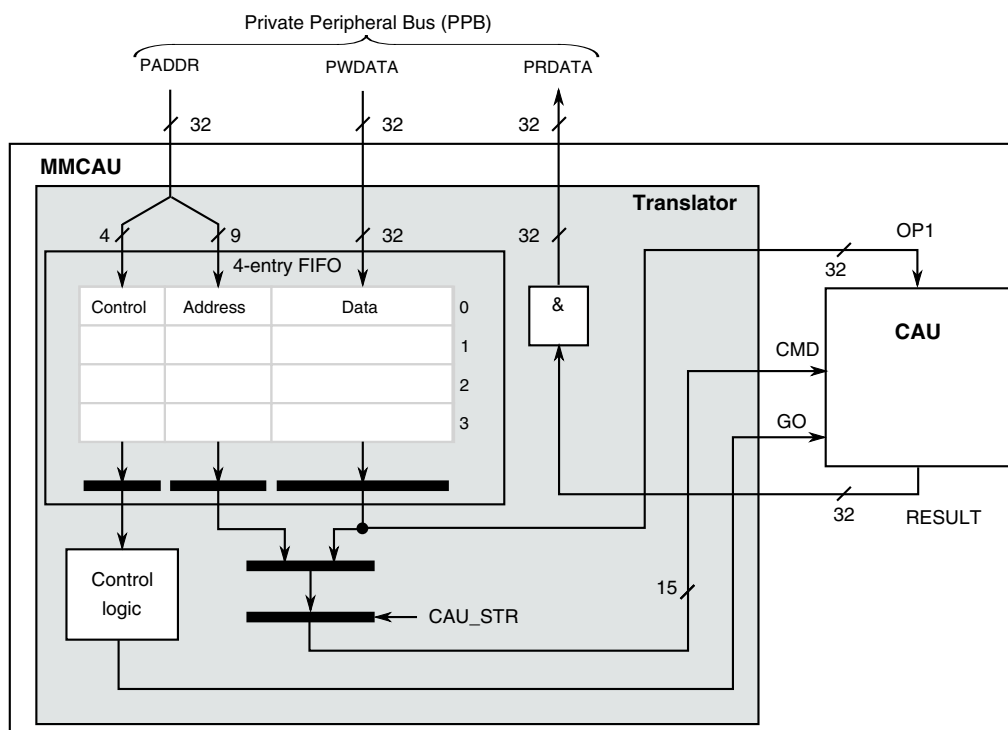 Private Peripheral Bus (PPB)
PADDR
PWDATA
PRDATA
32
32
32
MMCAU
Translator
4
9
32
32
OP1
32
4-entry FIFO
Control
Address
Data
0
1
2
3
&
CAU
CMD
GO
32
RESULT
Control
logic
15
CAU_STR